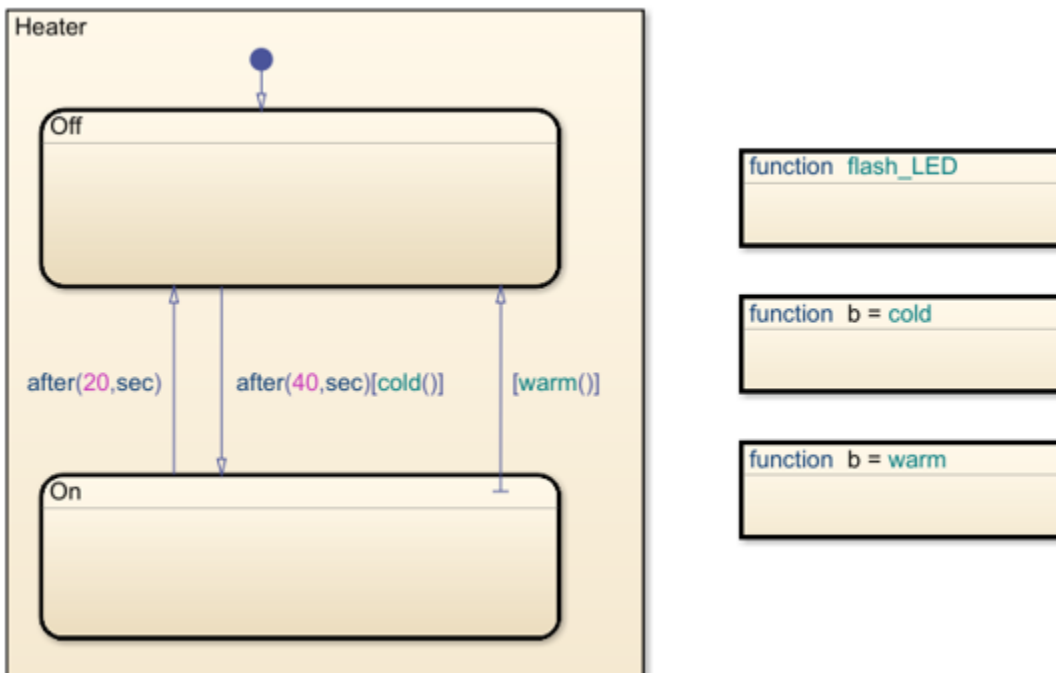 Heater
Off
function flash_LED
function b = cold
after(20,sec)
after(40,sec)[cold()]
[warm()]
function b = warm
On